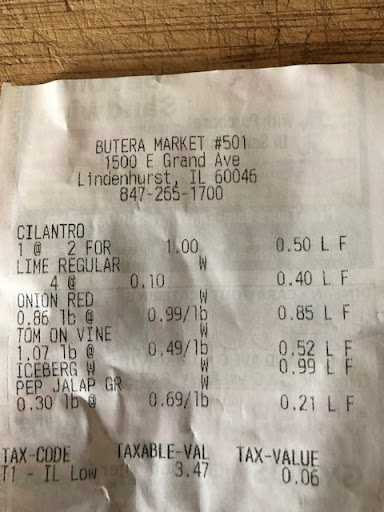 BUTERA MARKET #501
1500 E Grand Ave
Lindenhurst, IL 60046
847-265-1700
CILANTRO
1 @ 2 FOR 1.00 0.50 L F
LIME REGULAR W
4 @ 0.10 0.40 L F
ONION RED W
0.86 lb @ 0.99/lb 0.85 L F
TOM ON VINE W
1.07 lb @ 0.49/lb 0.52 L F
ICEBERG W W 0.99 L F
PEP JALAP GR W
0.30 lb @ 0.69/lb 0.21 L F
TAX-CODE TAXABLE-VAL TAX-VALUE
T1 - IL Low 3.47 0.06